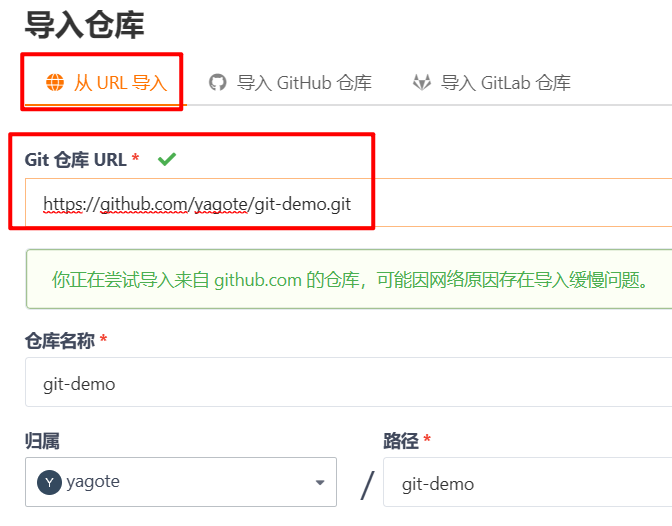 导入仓库
从 URL 导入 导入 GitHub 仓库 导入 GitLab 仓库
Git 仓库 URL *
https://github.com/yagote/git-demo.git
你正在尝试导入来自 github.com 的仓库，可能因网络原因存在导入缓慢问题。
仓库名称 *
git-demo
归属 路径 *
Y yagote / git-demo